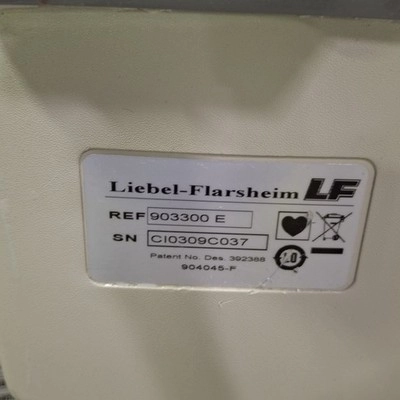 Liebel-Flarsheim LF
REF 903300 E
SN CI0309C037
Patent No. Des. 392388
904045-F